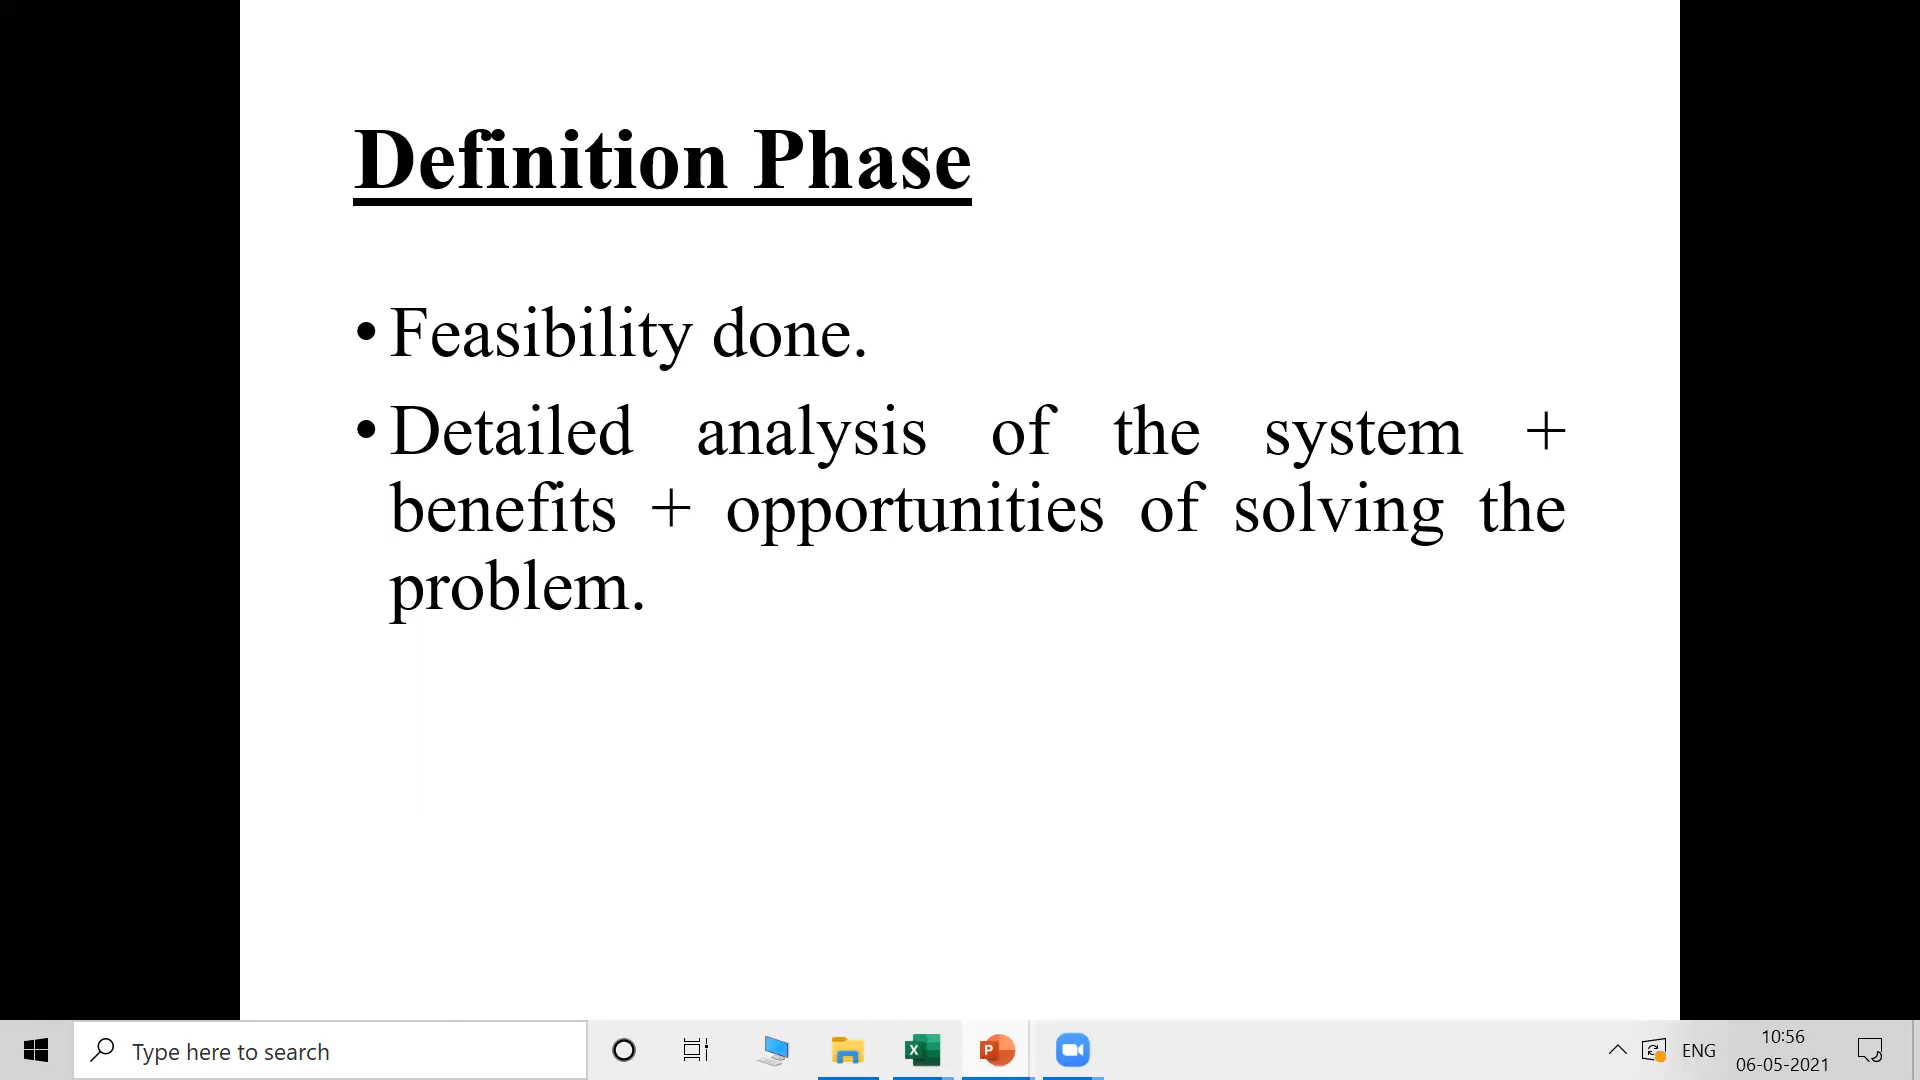 Definition Phase
• Feasibility done.
• Detailed analysis of the system +
benefits + opportunities of solving the
problem.
Type here to search
ENG
10:56
06-05-2021